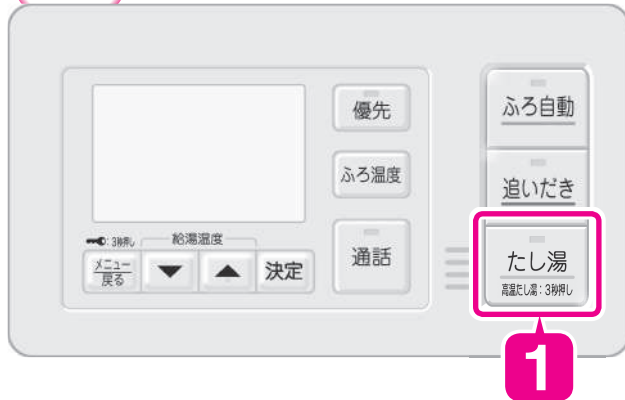 優先
ふろ温度
通話
🗝:3秒押し
給湯温度
メニュー
戻る
▼
▲
決定
ふろ自動
追いだき
たし湯
高温たし湯:3秒押し
1